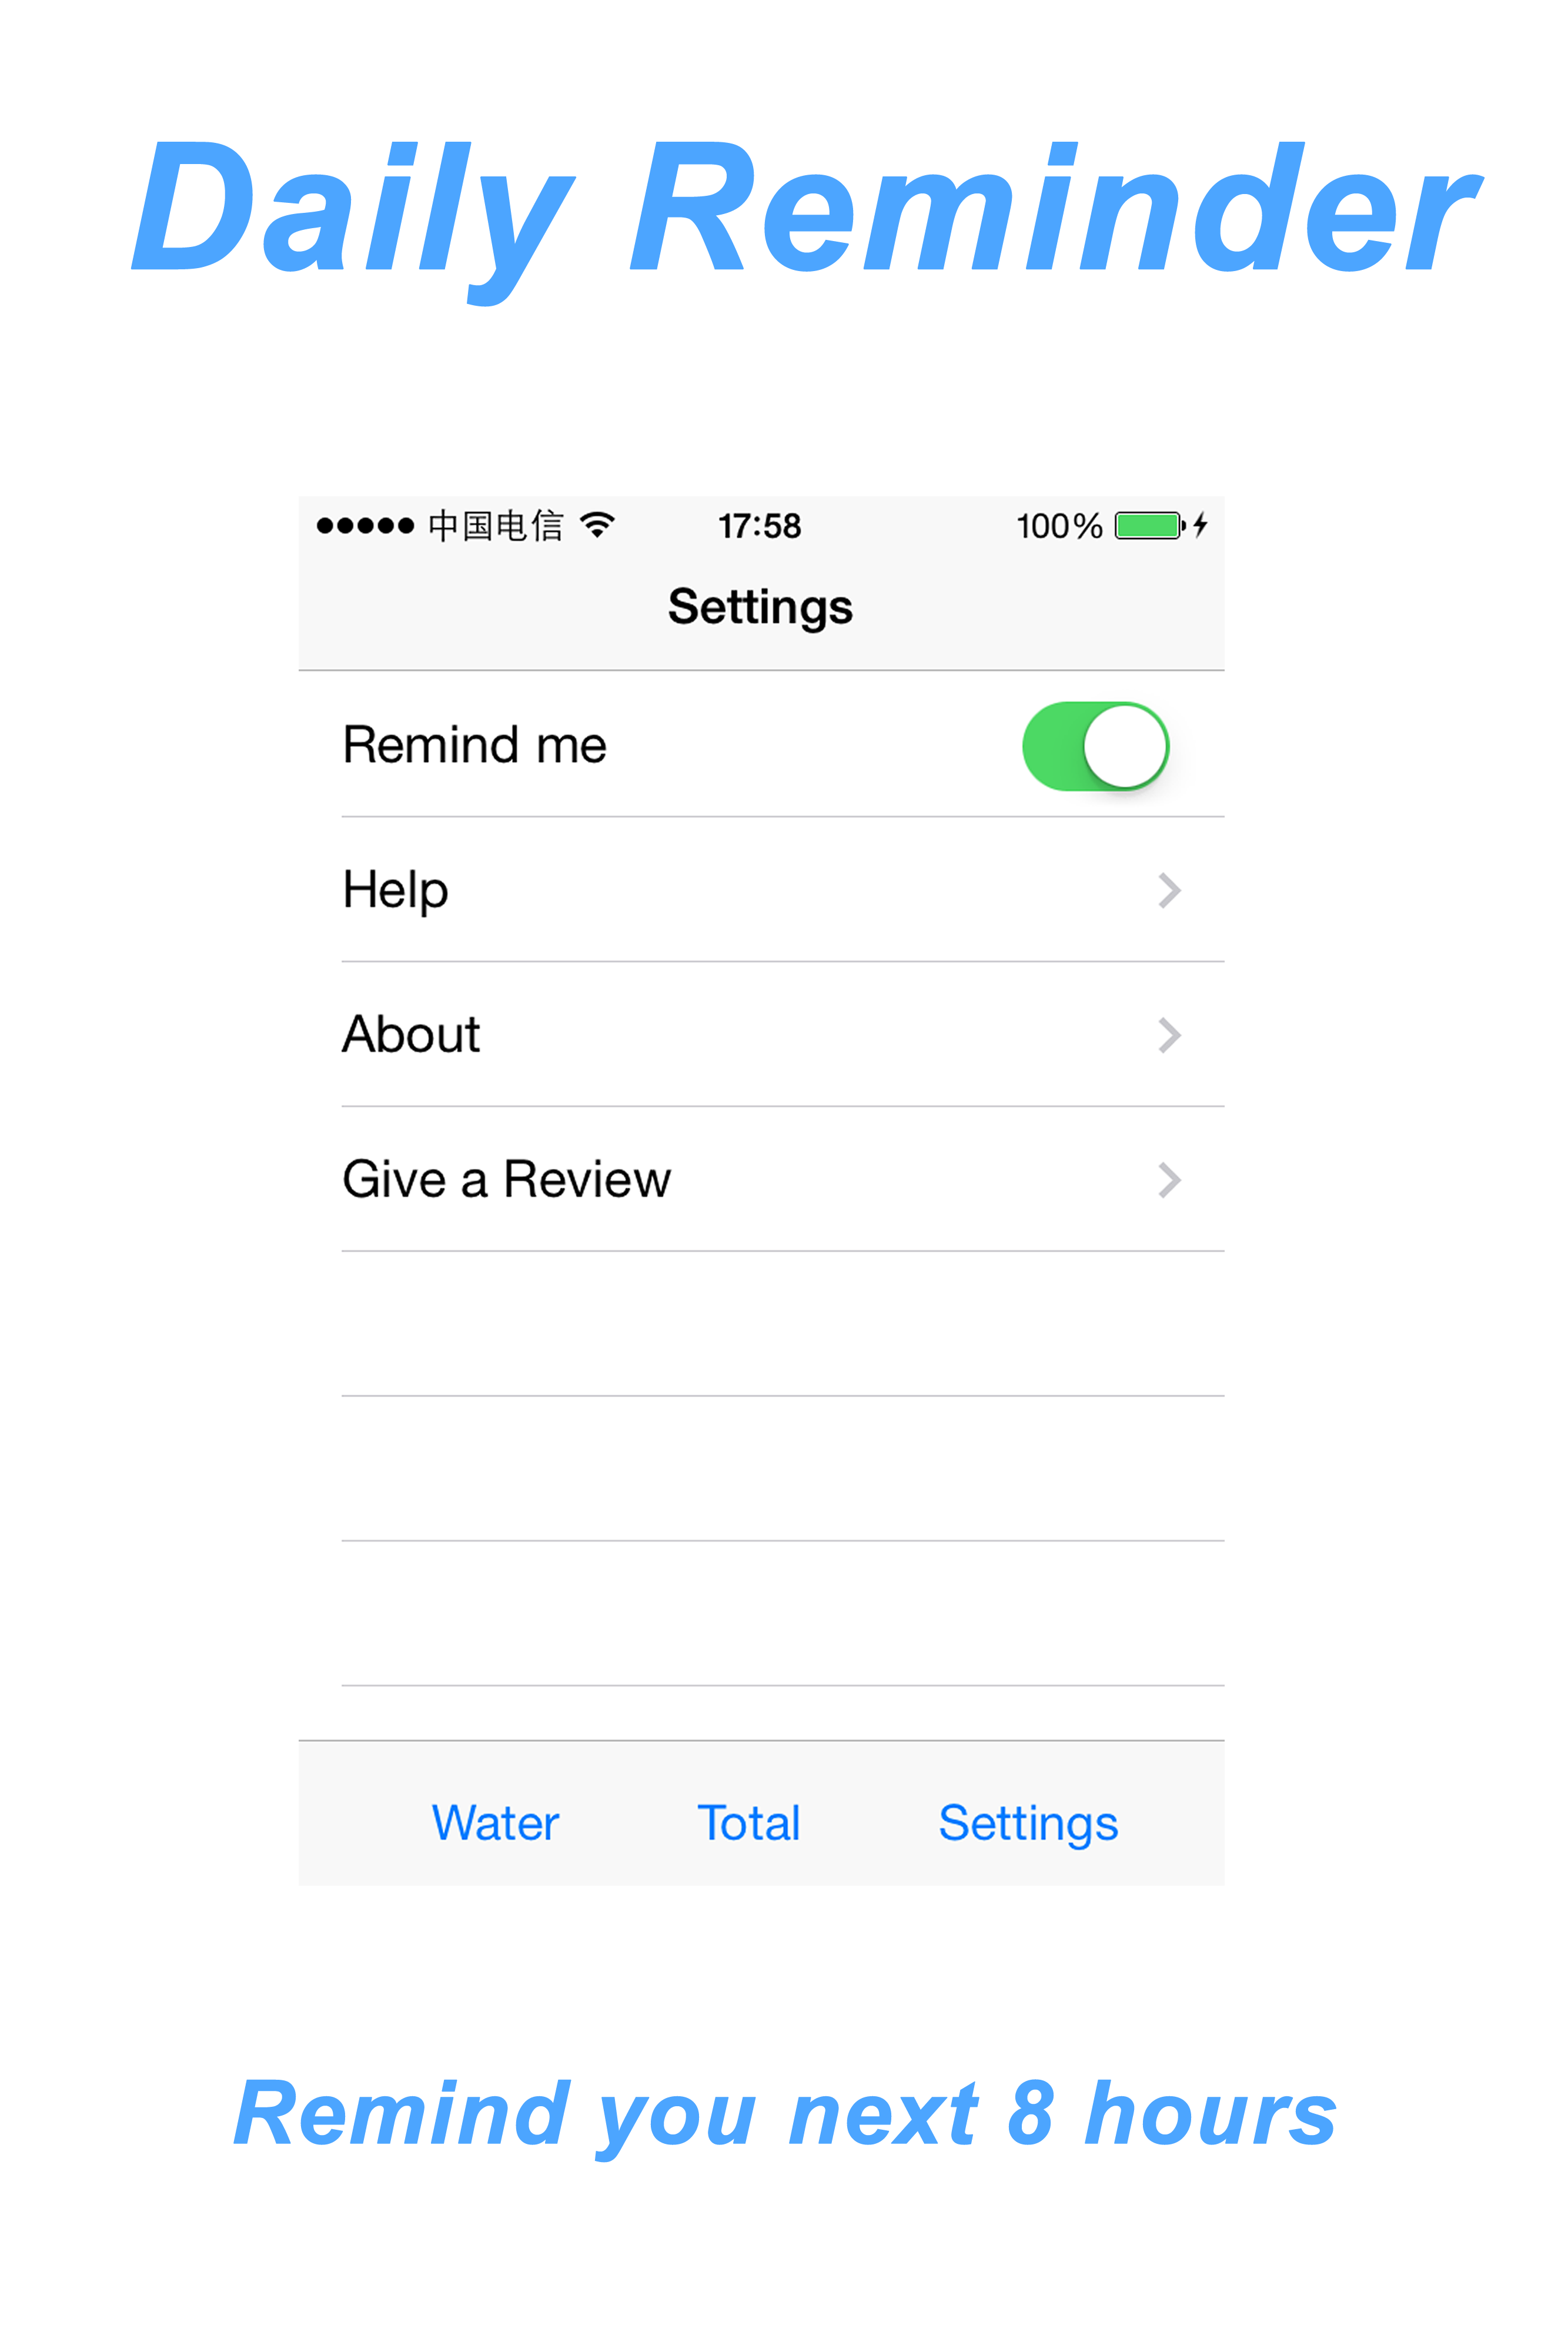 Daily Reminder
中国电信 17:58 100%
Settings
Remind me
Help
About
Give a Review
Water Total Settings
Remind you next 8 hours